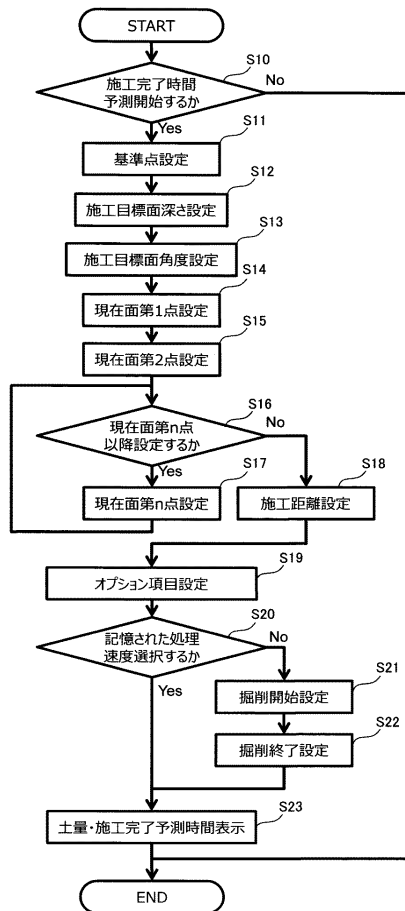 START
S10
施工完了時間
予測開始するか
No
Yes
S11
基準点設定
S12
施工目標面深さ設定
S13
施工目標面角度設定
S14
現在面第1点設定
S15
現在面第2点設定
S16
現在面第n点
以降設定するか
No
Yes
S17
現在面第n点設定
S18
施工距離設定
S19
オプション項目設定
S20
記憶された処理
速度選択するか
No
Yes
S21
掘削開始設定
S22
掘削終了設定
S23
土量・施工完了予測時間表示
END